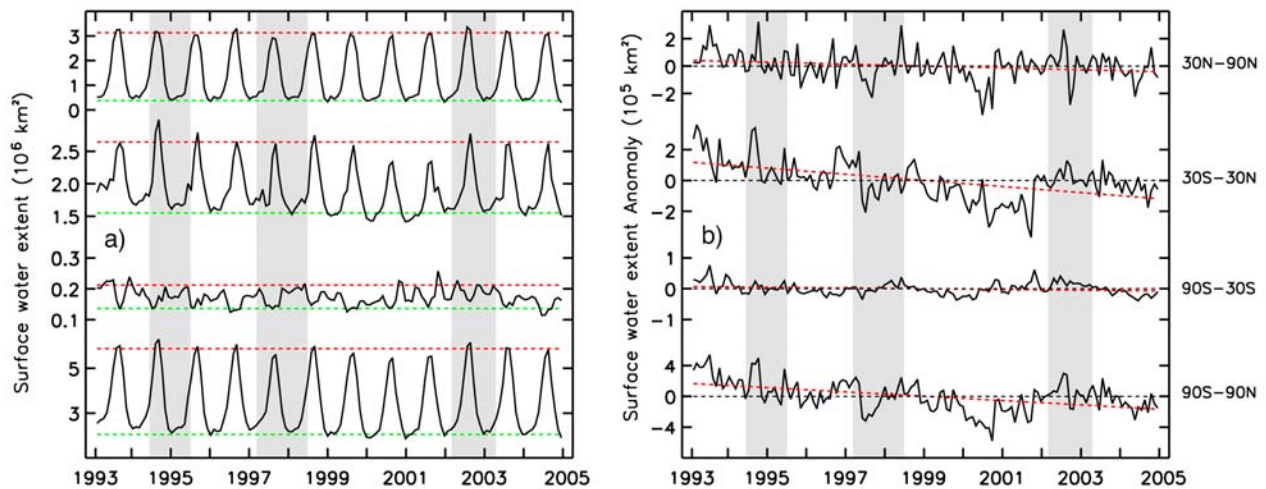 Surface water extent (10⁶ km²)
3
2
1
0
2.5
2.0
1.5
a)
0.3
0.2
0.1
5
3
1993 1995 1997 1999 2001 2003 2005
Surface water extent Anomaly (10⁵ km²)
2
0
-2
30N-90N
2
0
-2
30S-30N
b)
1
0
-1
90S-30S
4
0
-4
90S-90N
1993 1995 1997 1999 2001 2003 2005